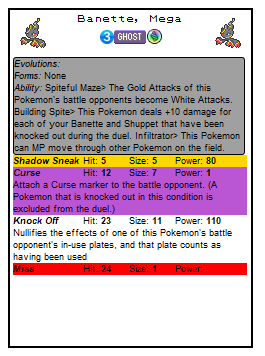 Banette, Mega
3 GHOST
Evolutions:
Forms: None
Ability: Spiteful Maze> The Gold Attacks of this
Pokemon's battle opponents become White Attacks.
Building Spite> This Pokemon deals +10 damage for
each of your Banette and Shuppet that have been
knocked out during the duel. Infiltrator> This Pokemon
can MP move through other Pokemon on the field.
Shadow Sneak Hit: 5 Size: 5 Power: 80
Curse Hit: 12 Size: 7 Power: 1
Attach a Curse marker to the battle opponent. (A
Pokemon that is knocked out in this condition is
excluded from the duel.)
Knock Off Hit: 23 Size: 11 Power: 110
Nullifies the effects of one of this Pokemon's battle
opponent's in-use plates, and that plate counts as
having been used
Miss Hit: 24 Size: 1 Power: